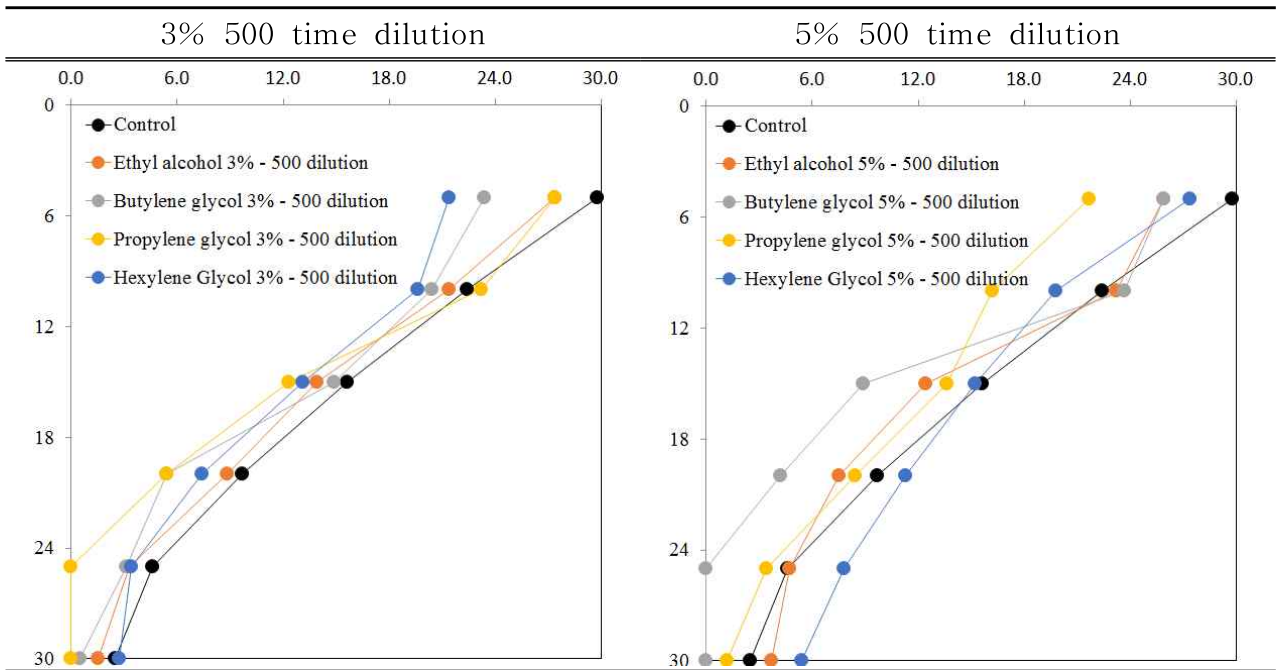 3% 500 time dilution
5% 500 time dilution
0.0 6.0 12.0 18.0 24.0 30.0
0
6
12
18
24
30
Control
Ethyl alcohol 3% - 500 dilution
Butylene glycol 3% - 500 dilution
Propylene glycol 3% - 500 dilution
Hexylene Glycol 3% - 500 dilution
0.0 6.0 12.0 18.0 24.0 30.0
0
6
12
18
24
30
Control
Ethyl alcohol 5% - 500 dilution
Butylene glycol 5% - 500 dilution
Propylene glycol 5% - 500 dilution
Hexylene Glycol 5% - 500 dilution